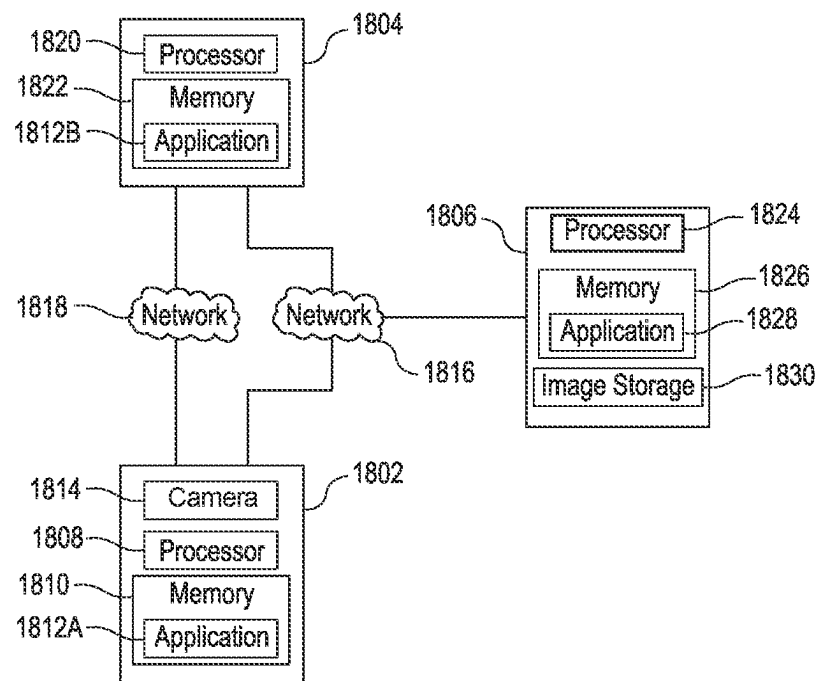 1820 Processor 1804
1822 Memory
1812B Application
1806 Processor 1824
Memory 1826
Application 1828
Image Storage 1830
1818 Network Network
1816
1814 Camera 1802
1808 Processor
1810 Memory
1812A Application